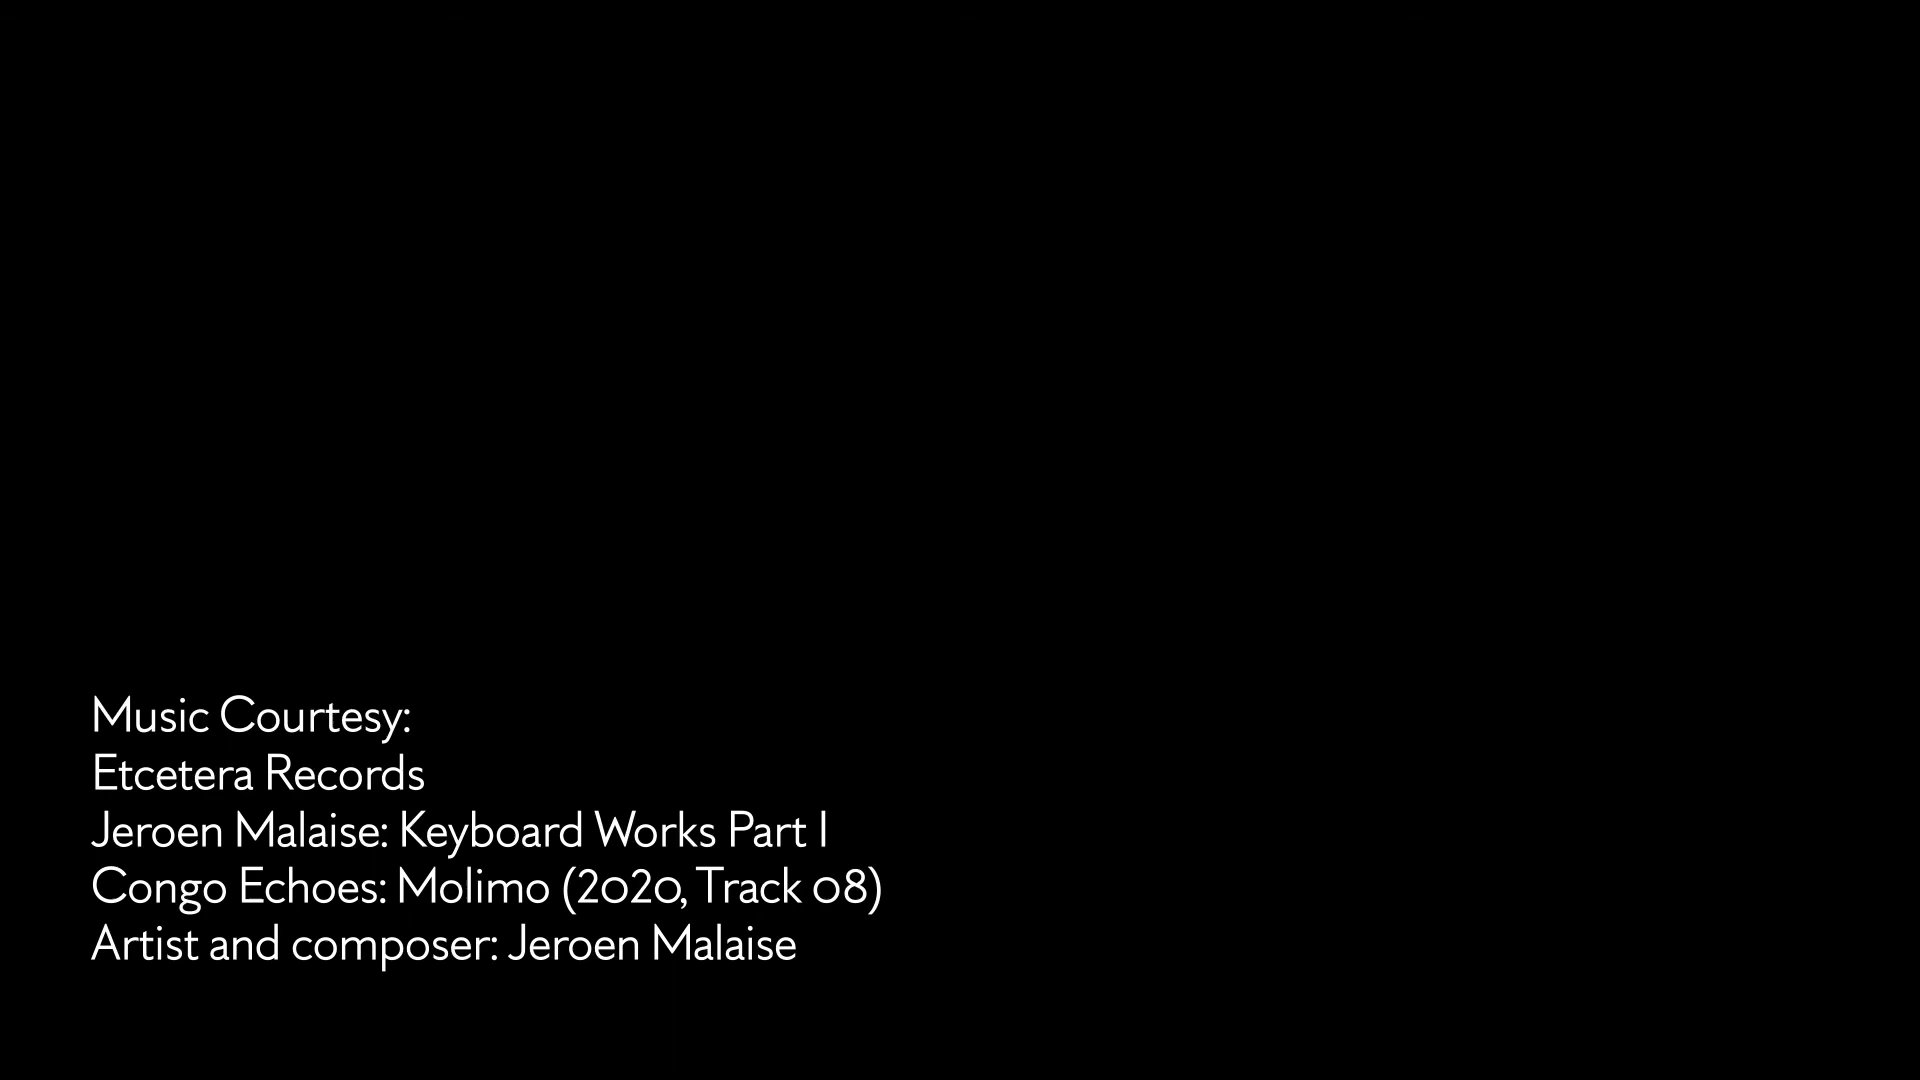 Music Courtesy:
Etcetera Records
Jeroen Malaise: Keyboard Works Part I
Congo Echoes: Molimo (2020, Track 08)
Artist and composer: Jeroen Malaise